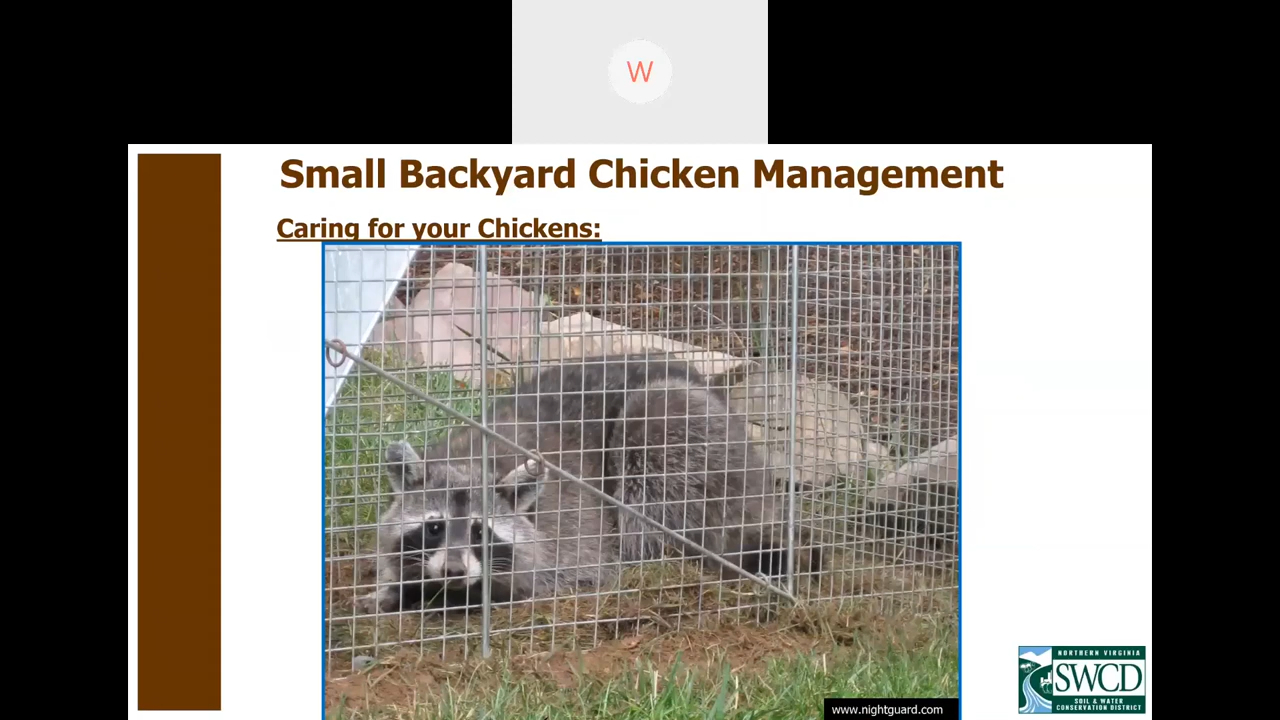 W
Small Backyard Chicken Management
Caring for your Chickens:
www.nightguard.com
NORTHERN VIRGINIA
SWCD
SOIL & WATER
CONSERVATION DISTRICT